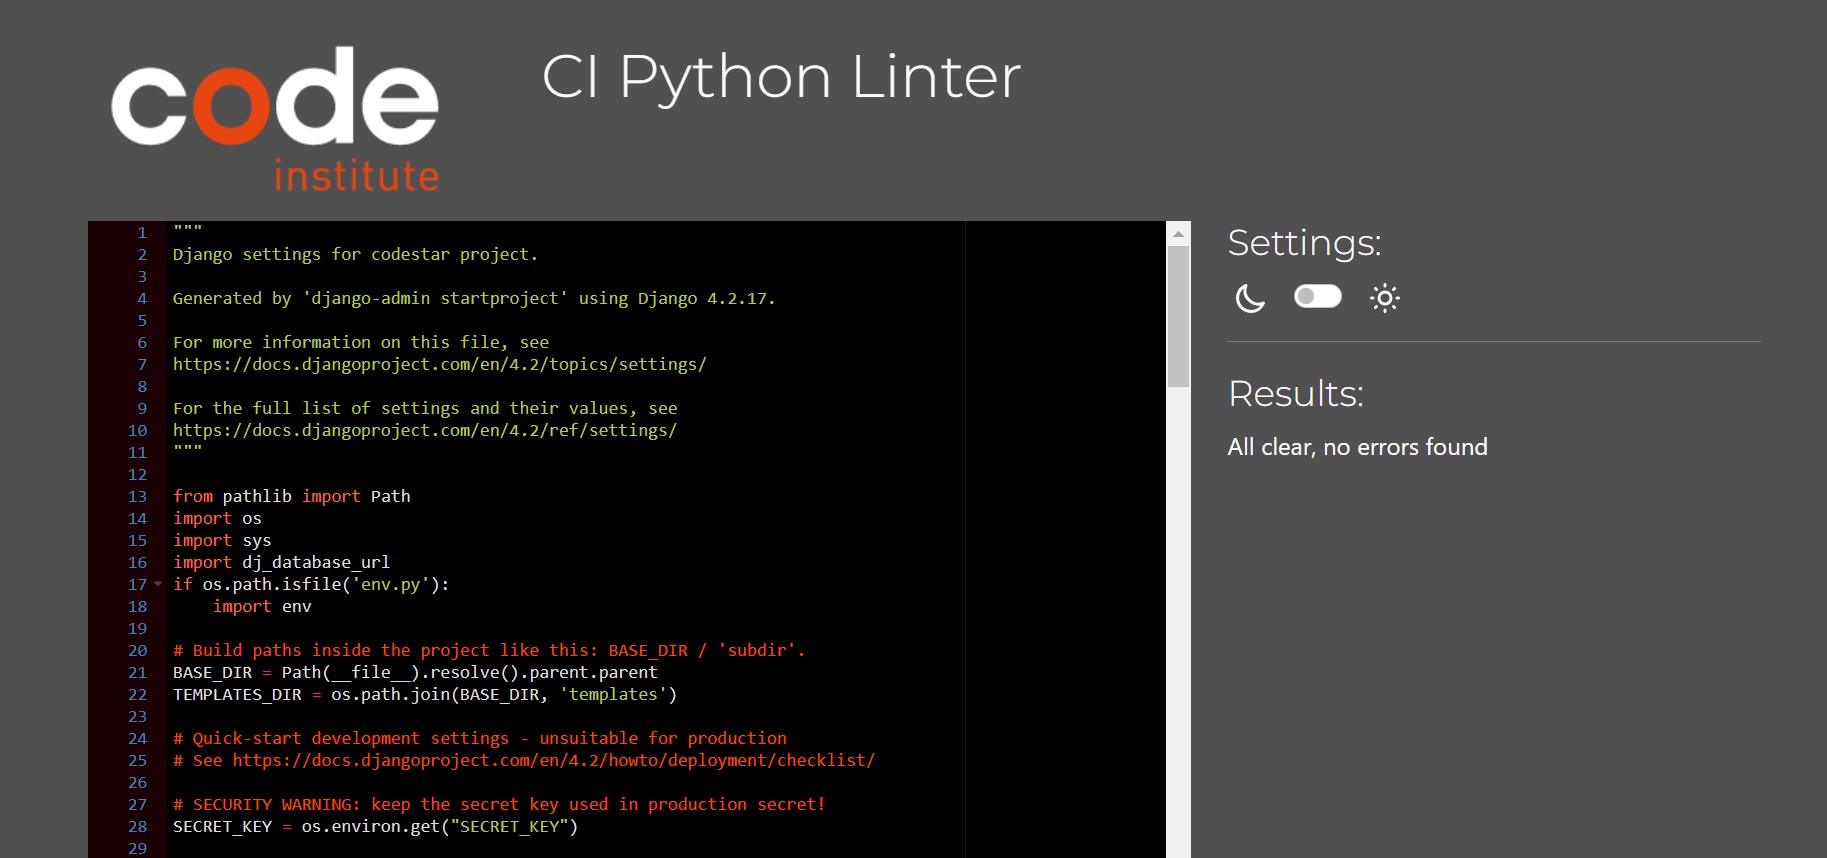 code
institute
CI Python Linter
1 """
2 Django settings for codestar project.
3
4 Generated by 'django-admin startproject' using Django 4.2.17.
5
6 For more information on this file, see
7 https://docs.djangoproject.com/en/4.2/topics/settings/
8
9 For the full list of settings and their values, see
10 https://docs.djangoproject.com/en/4.2/ref/settings/
11 """
12
13 from pathlib import Path
14 import os
15 import sys
16 import dj_database_url
17 if os.path.isfile('env.py'):
18     import env
19
20 # Build paths inside the project like this: BASE_DIR / 'subdir'.
21 BASE_DIR = Path(__file__).resolve().parent.parent
22 TEMPLATES_DIR = os.path.join(BASE_DIR, 'templates')
23
24 # Quick-start development settings - unsuitable for production
25 # See https://docs.djangoproject.com/en/4.2/howto/deployment/checklist/
26
27 # SECURITY WARNING: keep the secret key used in production secret!
28 SECRET_KEY = os.environ.get("SECRET_KEY")
29
Settings:
Results:
All clear, no errors found